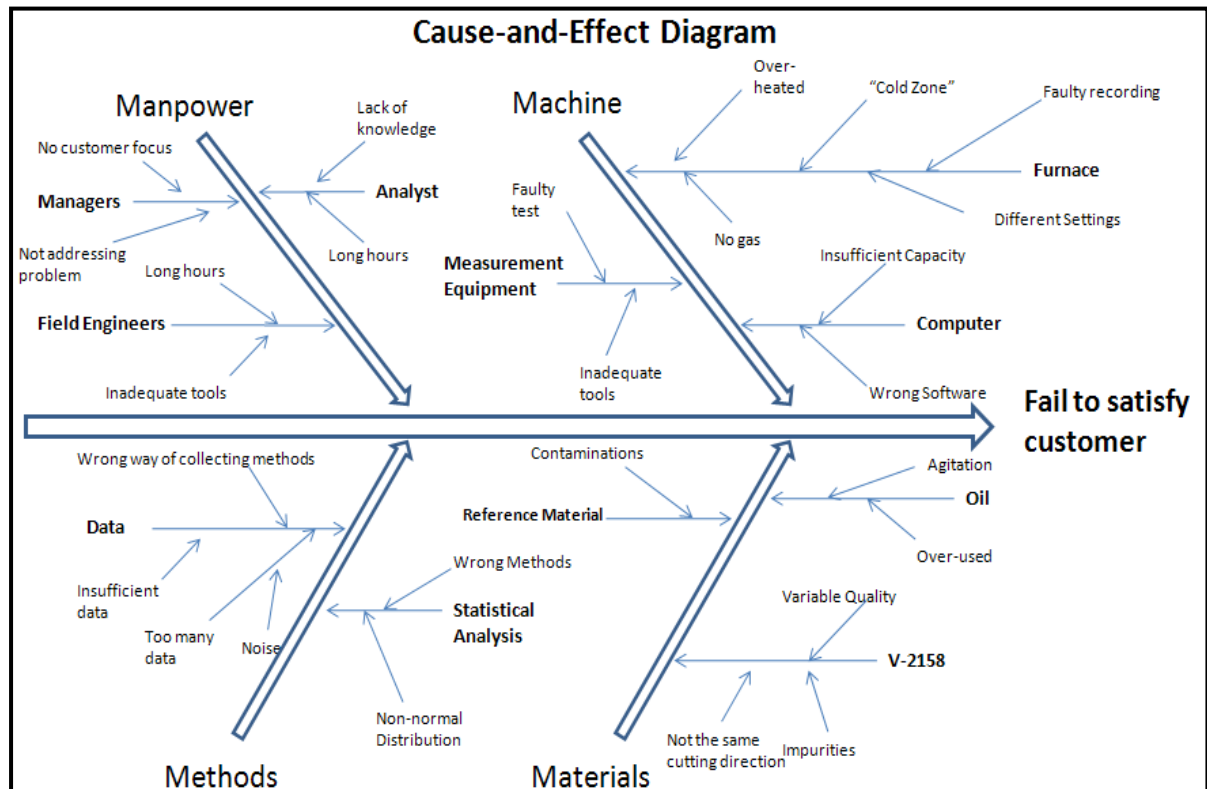 Cause-and-Effect Diagram
Manpower
No customer focus
Managers
Not addressing
problem
Lack of
knowledge
Analyst
Long hours
Long hours
Field Engineers
Inadequate tools
Machine
Over-
heated
“Cold Zone”
Faulty recording
Furnace
No gas
Different Settings
Faulty
test
Measurement
Equipment
Inadequate
tools
Insufficient Capacity
Computer
Wrong Software
Fail to satisfy
customer
Wrong way of collecting methods
Data
Insufficient
data
Too many
data
Noise
Wrong Methods
Statistical
Analysis
Non-normal
Distribution
Methods
Contaminations
Reference Material
Agitation
Oil
Over-used
Variable Quality
V-2158
Not the same
cutting direction
Impurities
Materials